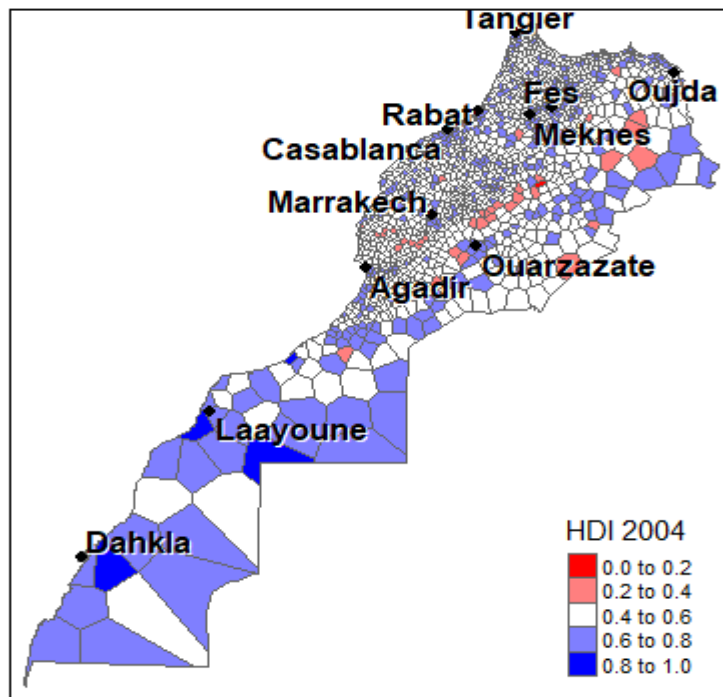 Tangier
Fes
Oujda
Rabat
Meknes
Casablanca
Marrakech
Ouarzazate
Agadir
Laayoune
Dahkla
HDI 2004
0.0 to 0.2
0.2 to 0.4
0.4 to 0.6
0.6 to 0.8
0.8 to 1.0